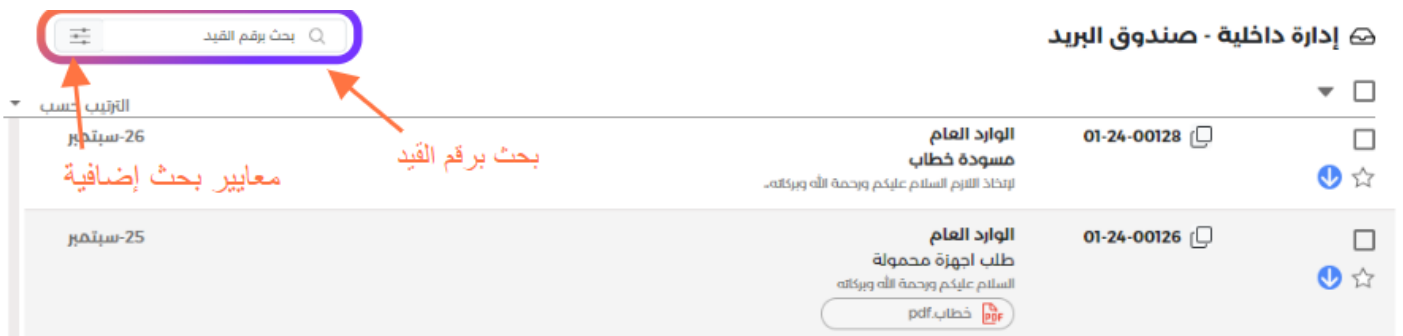 إدارة داخلية - صندوق البريد
بحث برقم القيد
الترتيب حسب
01-24-00128
الوارد العام
26-سبتمبر
مسودة خطاب
لإتخاذ اللازم السلام عليكم ورحمة الله وبركاته..
بحث برقم القيد
معايير بحث إضافية
01-24-00126
الوارد العام
25-سبتمبر
طلب اجهزة محمولة
السلام عليكم ورحمة الله وبركاته
خطاب.pdf
PDF